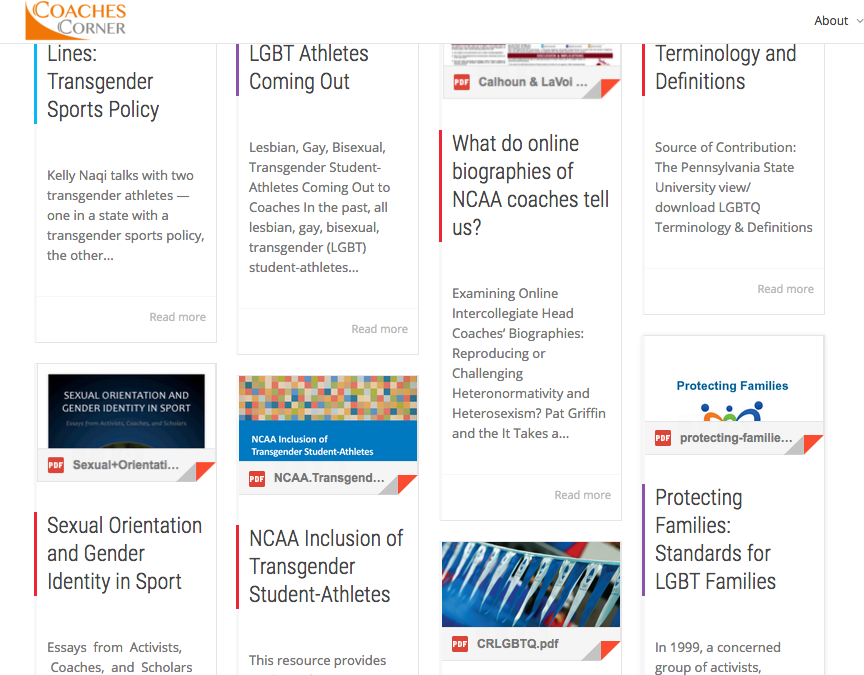 COACHES
CORNER
About
Lines:
Transgender
Sports Policy
Kelly Naqi talks with two
transgender athletes —
one in a state with a
transgender sports policy,
the other...
Read more
SEXUAL ORIENTATION AND
GENDER IDENTITY IN SPORT
Essays from Activists, Coaches, and Scholars
PDF Sexual+Orientati...
Sexual Orientation
and Gender
Identity in Sport
Essays from Activists,
Coaches, and Scholars
LGBT Athletes
Coming Out
Lesbian, Gay, Bisexual,
Transgender Student-
Athletes Coming Out to
Coaches In the past, all
lesbian, gay, bisexual,
transgender (LGBT)
student-athletes...
Read more
NCAA Inclusion of
Transgender Student-Athletes
PDF NCAA.Transgend...
NCAA Inclusion of
Transgender
Student-Athletes
This resource provides
PDF Calhoun & LaVoi ...
What do online
biographies of
NCAA coaches tell
us?
Examining Online
Intercollegiate Head
Coaches’ Biographies:
Reproducing or
Challenging
Heteronormativity and
Heterosexism? Pat Griffin
and the It Takes a...
Read more
PDF CRLGBTQ.pdf
Terminology and
Definitions
Source of Contribution:
The Pennsylvania State
University view/
download LGBTQ
Terminology & Definitions
Read more
Protecting Families
PDF protecting-familie...
Protecting
Families:
Standards for
LGBT Families
In 1999, a concerned
group of activists,